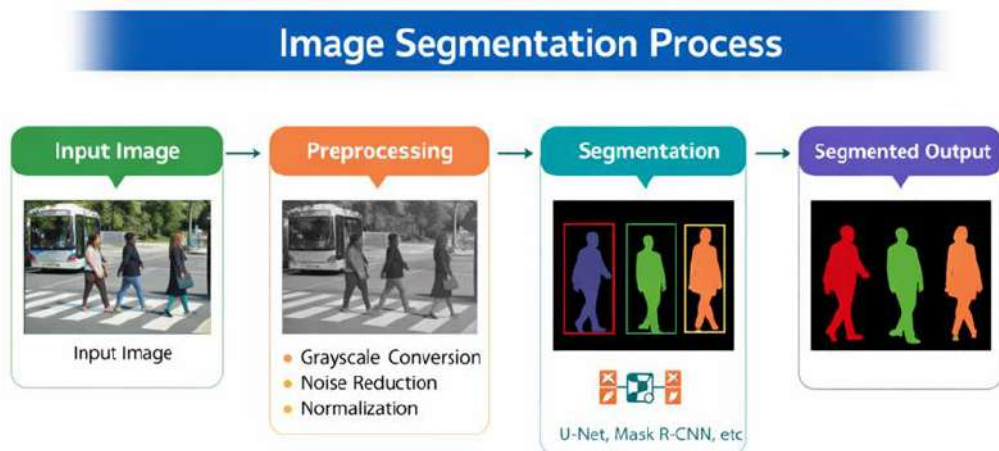 Image Segmentation Process
Input Image
Preprocessing
Segmentation
Segmented Output
Input Image
Grayscale Conversion
Noise Reduction
Normalization
U-Net, Mask R-CNN, etc